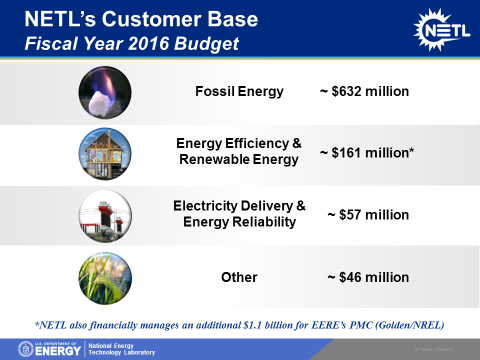 NETL’s Customer Base
Fiscal Year 2016 Budget
NETL
Fossil Energy ~ $632 million
Energy Efficiency &
Renewable Energy
~ $161 million*
Electricity Delivery &
Energy Reliability
~ $57 million
Other ~ $46 million
*NETL also financially manages an additional $1.1 billion for EERE’s PMC (Golden/NREL)
U.S. DEPARTMENT OF
ENERGY
National Energy
Technology Laboratory